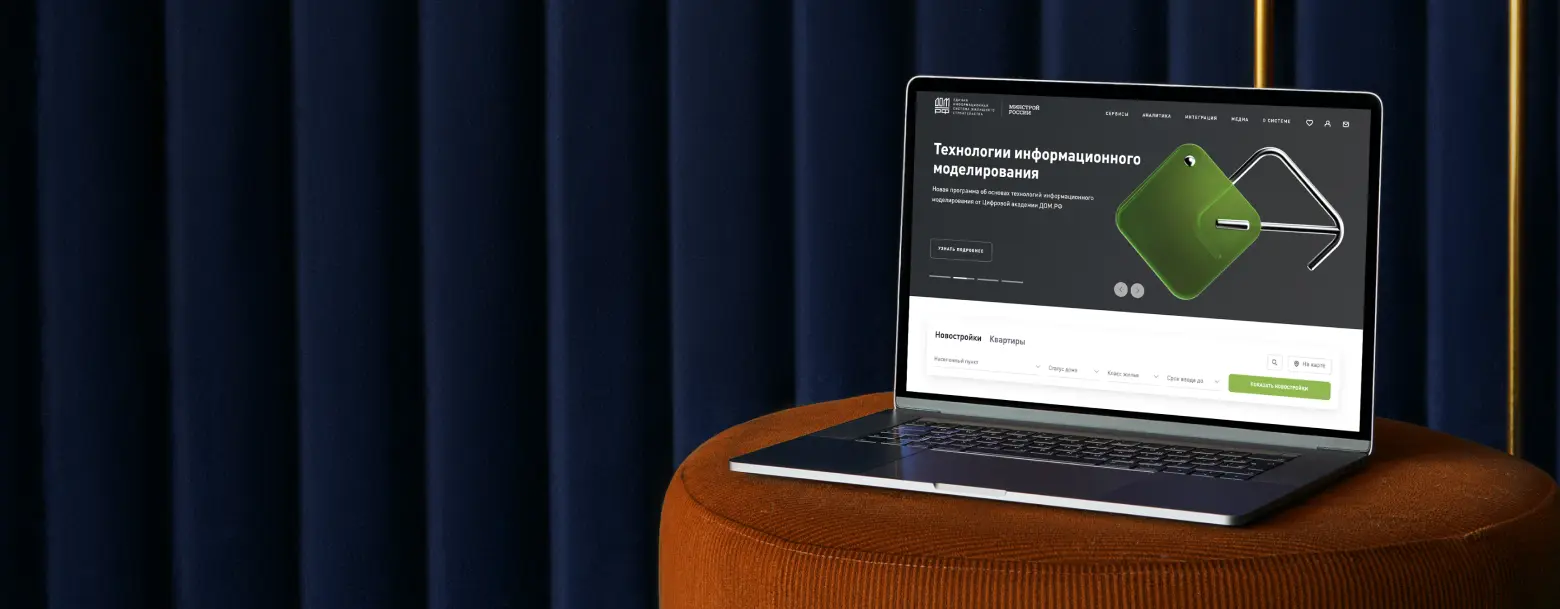 ДОМ
РФ
ЕДИНАЯ
ИНФОРМАЦИОННАЯ
СИСТЕМА ЖИЛИЩНОГО
СТРОИТЕЛЬСТВА
МИНСТРОЙ
РОССИИ
СЕРВИСЫ АНАЛИТИКА ИНТЕГРАЦИЯ МЕДИА О СИСТЕМЕ
Технологии информационного
моделирования
Новая программа об основах технологий информационного
моделирования от Цифровой академии ДОМ.РФ
УЗНАТЬ ПОДРОБНЕЕ
Новостройки Квартиры
На карте
Населенный пункт Статус дома Класс жилья Срок ввода до
Показать новостройки